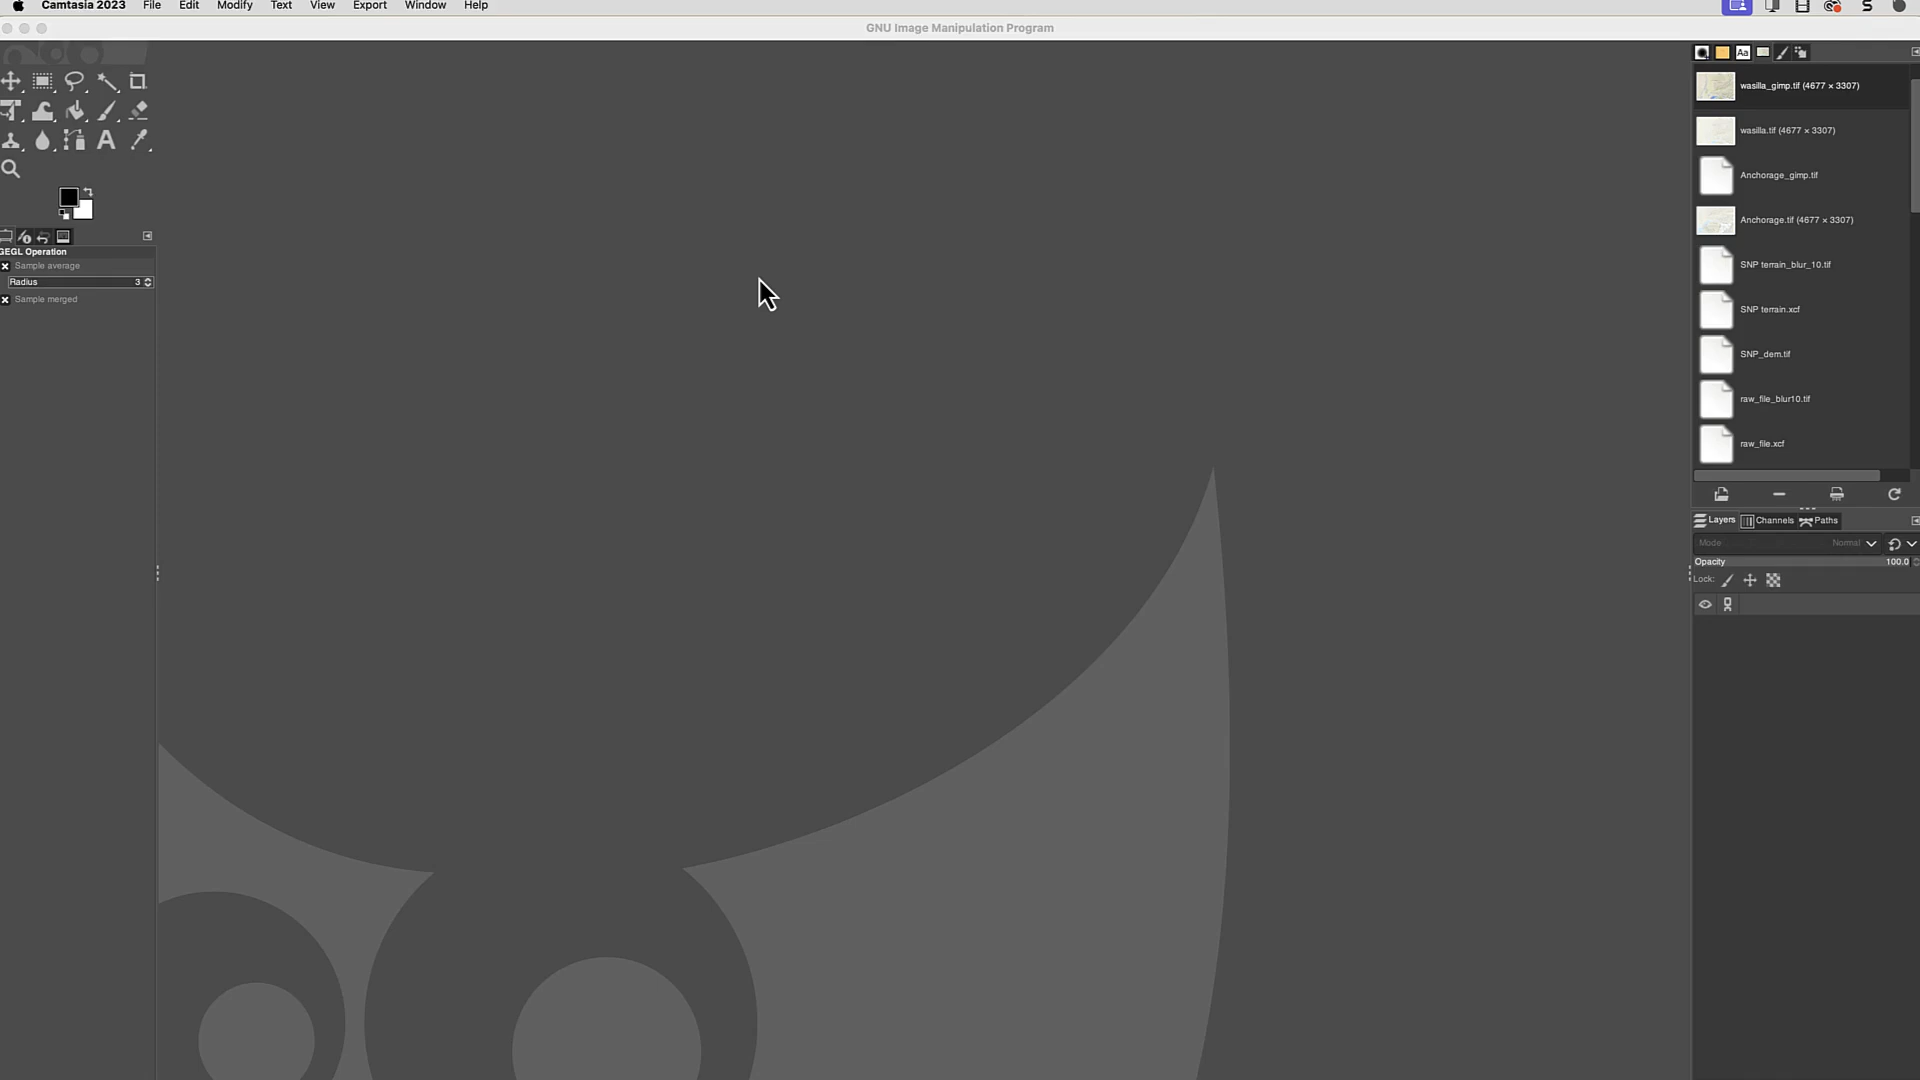 Camtasia 2023 File Edit Modify Text View Export Window Help
GNU Image Manipulation Program
GEGL Operation
Sample average
Radius 3
Sample merged
Aa
wasilla_gimp.tif (4677 × 3307)
wasilla.tif (4677 × 3307)
Anchorage_gimp.tif
Anchorage.tif (4677 × 3307)
SNP terrain_blur_10.tif
SNP terrain.xcf
SNP_dem.tif
raw_file_blur10.tif
raw_file.xcf
Layers Channels Paths
Mode Normal
Opacity 100.0
Lock: